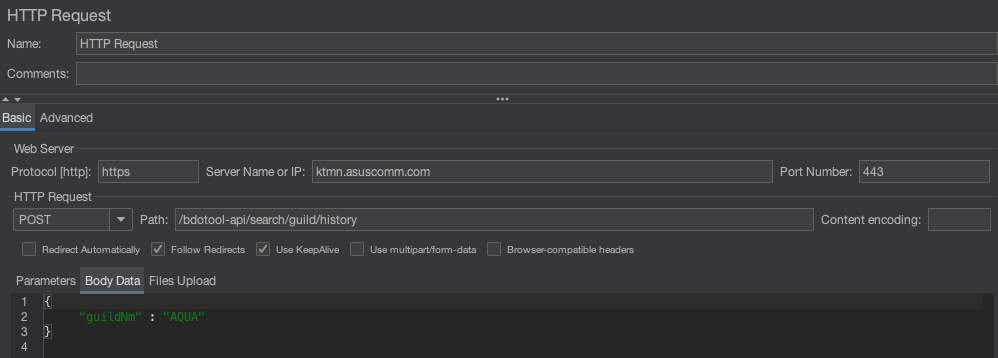 HTTP Request
Name: HTTP Request
Comments:
Basic Advanced
Web Server
Protocol [http]: https Server Name or IP: ktmn.asuscomm.com Port Number: 443
HTTP Request
POST Path: /bdotool-api/search/guild/history Content encoding:
Redirect Automatically Follow Redirects Use KeepAlive Use multipart/form-data Browser-compatible headers
Parameters Body Data Files Upload
1 {
2 "guildNm" : "AQUA"
3 }
4